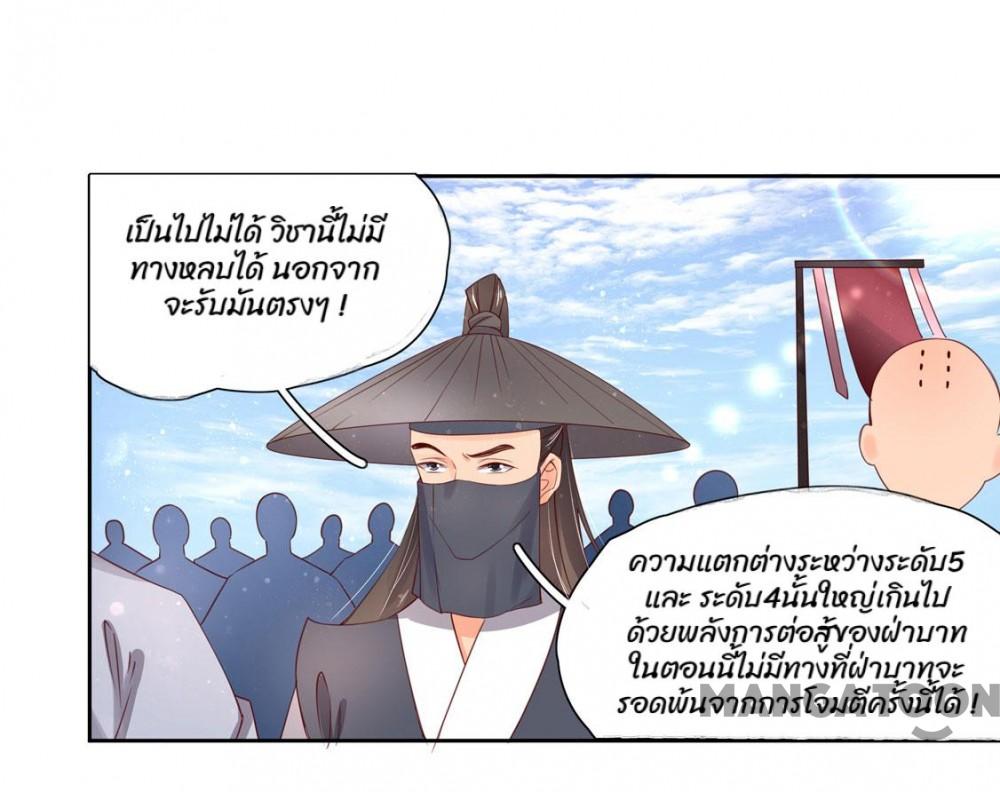 เป็นไปไม่ได้ วิชานี้ไม่มี
ทางหลบได้ นอกจาก
จะรับมันตรงๆ !
ความแตกต่างระหว่างระดับ5
และ ระดับ4นั้นใหญ่เกินไป
ด้วยพลังการต่อสู้ของฝ่าบาท
ในตอนนี้ไม่มีทางที่ฝ่าบาทจะ
รอดพ้นจากการโจมตีครั้งนี้ได้ !
MANGATOON